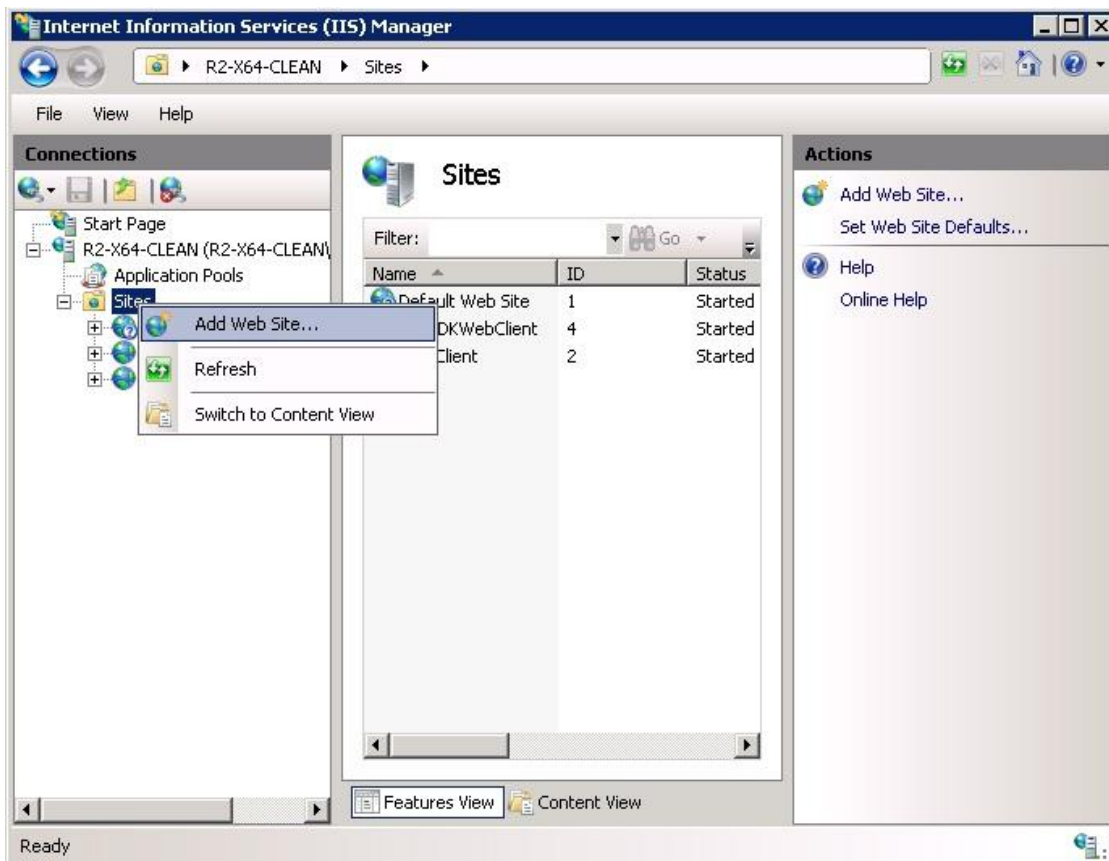 Internet Information Services (IIS) Manager
R2-X64-CLEAN Sites
File View Help
Connections
Start Page
R2-X64-CLEAN (R2-X64-CLEAN\
Application Pools
Sites
Add Web Site...
Refresh
Switch to Content View
Sites
Filter: Go
Name ID Status
Default Web Site 1 Started
DKWebClient 4 Started
Client 2 Started
Features View Content View
Actions
Add Web Site...
Set Web Site Defaults...
Help
Online Help
Ready